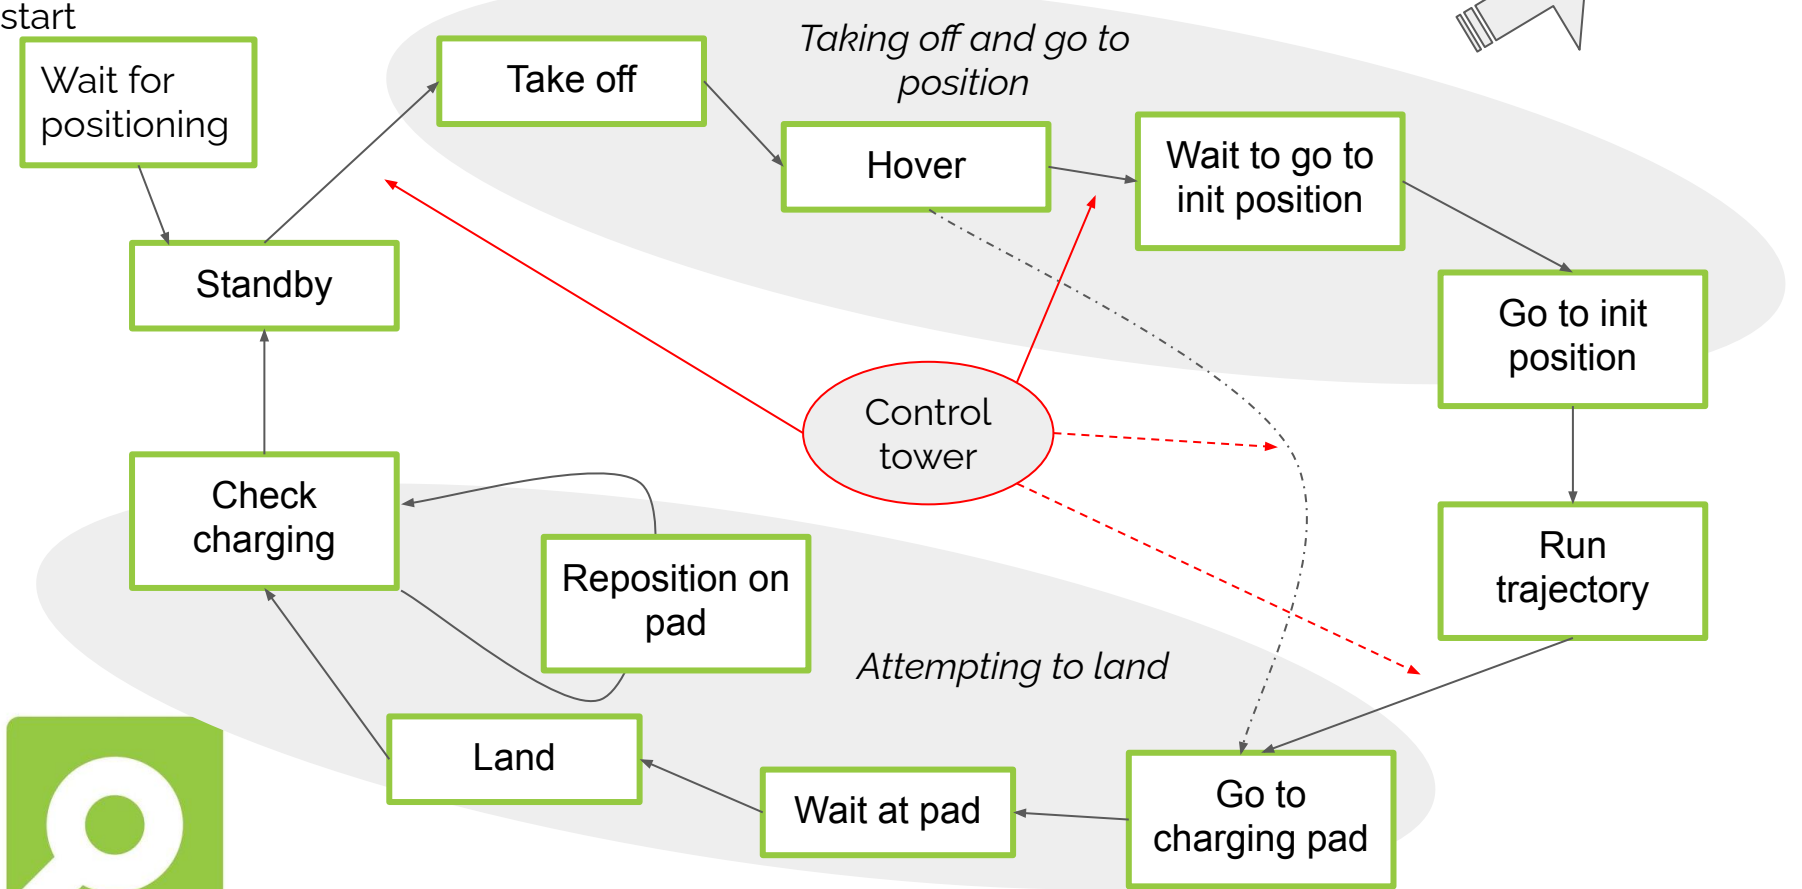 start
Wait for
positioning
Take off
Taking off and go to
position
Hover
Wait to go to
init position
Standby
Go to init
position
Control
tower
Check
charging
Reposition on
pad
Run
trajectory
Attempting to land
Land
Wait at pad
Go to
charging pad